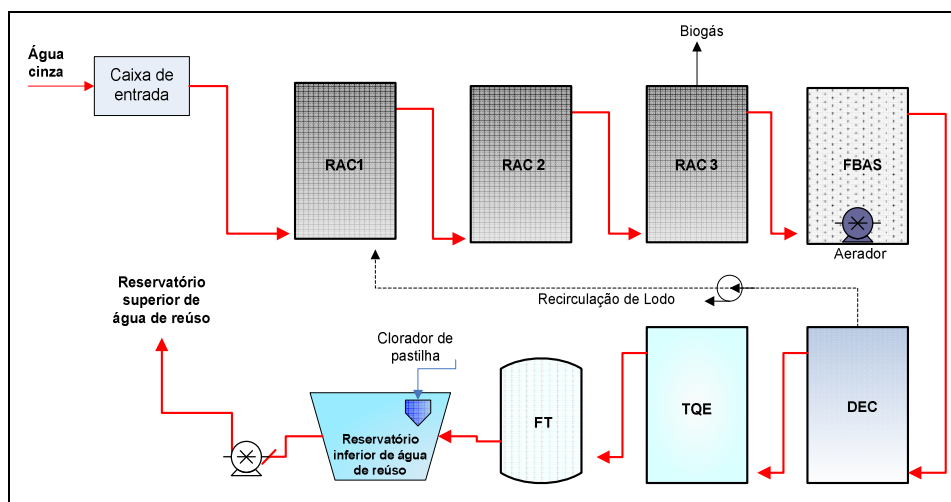 Biogás
Água
cinza
Caixa de
entrada
RAC1
RAC 2
RAC 3
FBAS
Aerador
Recirculação de Lodo
Reservatório
superior de
água de reúso
Clorador de
pastilha
Reservatório
inferior de água
de reúso
FT
TQE
DEC